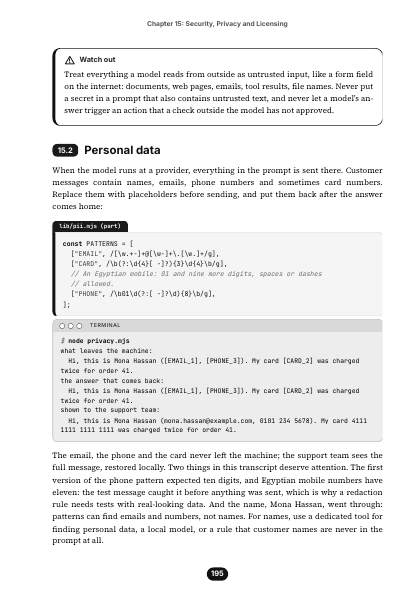 Chapter 15: Security, Privacy and Licensing
Watch out
Treat everything a model reads from outside as untrusted input, like a form field
on the internet: documents, web pages, emails, tool results, file names. Never put
a secret in a prompt that also contains untrusted text, and never let a model's an-
swer trigger an action that a check outside the model has not approved.
15.2 Personal data
When the model runs at a provider, everything in the prompt is sent there. Customer
messages contain names, emails, phone numbers and sometimes card numbers.
Replace them with placeholders before sending, and put them back after the answer
comes home:
lib/pii.mjs (part)
const PATTERNS = [
["EMAIL", /[\w.+-]+@[\w-]+\.[\w.]+/g],
["CARD", /\b(?:\d{4}[ -]?){3}\d{4}\b/g],
// An Egyptian mobile: 01 and nine more digits, spaces or dashes
// allowed.
["PHONE", /\b01\d(?:[ -]?\d){8}\b/g],
];
TERMINAL
$ node privacy.mjs
what leaves the machine:
Hi, this is Mona Hassan ([EMAIL_1], [PHONE_3]). My card [CARD_2] was charged
twice for order 41.
the answer that comes back:
Hi, this is Mona Hassan ([EMAIL_1], [PHONE_3]). My card [CARD_2] was charged
twice for order 41.
shown to the support team:
Hi, this is Mona Hassan (mona.hassan@example.com, 0101 234 5678). My card 4111
1111 1111 1111 was charged twice for order 41.
The email, the phone and the card never left the machine; the support team sees the
full message, restored locally. Two things in this transcript deserve attention. The first
version of the phone pattern expected ten digits, and Egyptian mobile numbers have
eleven: the test message caught it before anything was sent, which is why a redaction
rule needs tests with real-looking data. And the name, Mona Hassan, went through:
patterns can find emails and numbers, not names. For names, use a dedicated tool for
finding personal data, a local model, or a rule that customer names are never in the
prompt at all.
195